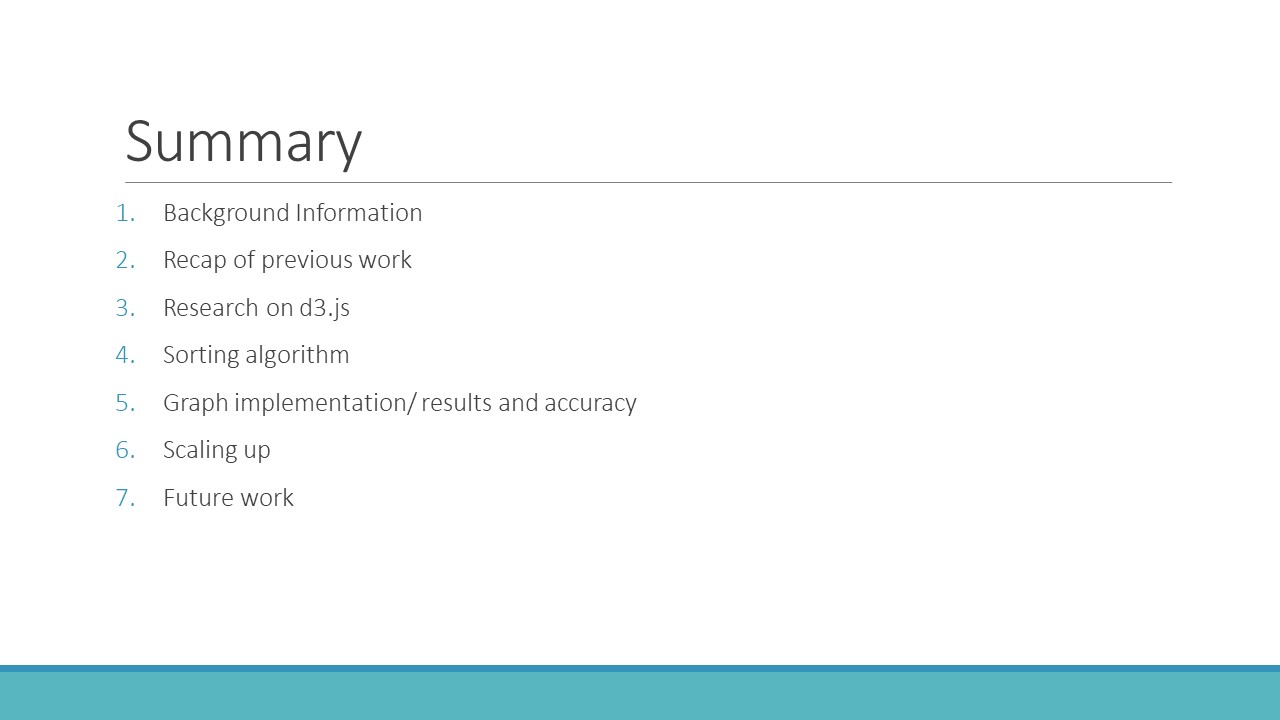 Summary
1. Background Information
2. Recap of previous work
3. Research on d3.js
4. Sorting algorithm
5. Graph implementation/ results and accuracy
6. Scaling up
7. Future work